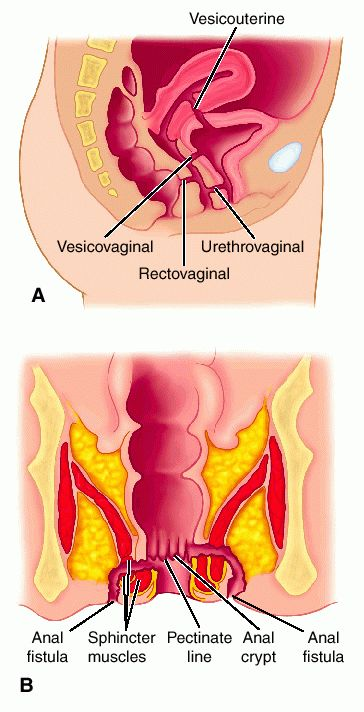 Vesicouterine
Vesicovaginal
Urethrovaginal
Rectovaginal
A
Anal fistula
Sphincter muscles
Pectinate line
Anal crypt
Anal fistula
B